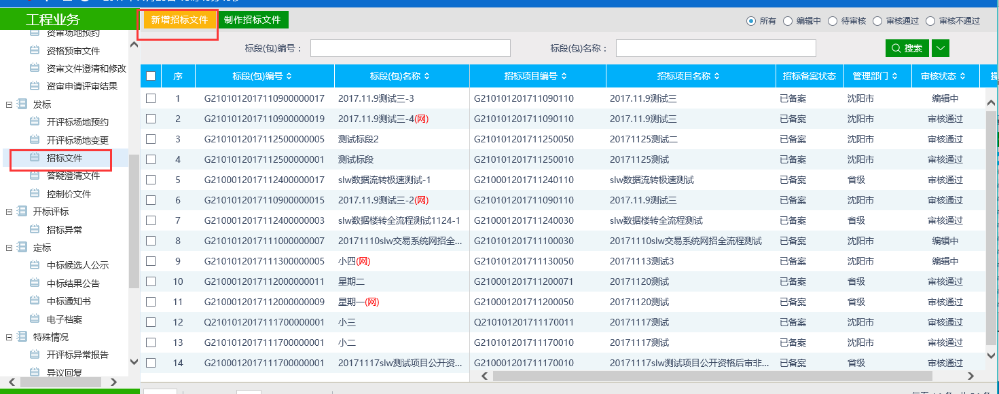 工程业务
资审场地预约
资格预审文件
资审文件澄清和修改
资审申请评审结果
发标
开评标场地预约
开评标场地变更
招标文件
答疑澄清文件
控制价文件
开标评标
招标异常
定标
中标候选人公示
中标结果公告
中标通知书
电子档案
特殊情况
开评标异常报告
异议回复
新增招标文件 制作招标文件 所有 编辑中 待审核 审核通过 审核不通过
标段(包)编号： 标段(包)名称： 搜索
序 标段(包)编号 标段(包)名称 招标项目编号 招标项目名称 招标备案状态 管理部门 审核状态
1 G2101012017110900000017 2017.11.9测试三-3 G210101201711090110 2017.11.9测试三 已备案 沈阳市 编辑中
2 G2101012017110900000019 2017.11.9测试三-4(网) G210101201711090110 2017.11.9测试三 已备案 沈阳市 审核通过
3 G2101012017112500000005 测试标段2 G210101201711250050 20171125测试二 已备案 沈阳市 审核通过
4 G2101012017112500000001 测试标段 G210101201711250010 20171125测试 已备案 沈阳市 审核通过
5 G2100012017112400000017 slw数据流转极速测试-1 G210001201711240110 slw数据流转极速测试 已备案 省级 审核通过
6 G2101012017110900000015 2017.11.9测试三-2(网) G210101201711090110 2017.11.9测试三 已备案 沈阳市 审核通过
7 G2100012017112400000003 slw数据楼转全流程测试1124-1 G210001201711240030 slw数据楼转全流程测试 已备案 省级 审核通过
8 G2101012017111000000007 20171110slw交易系统网招全... G210101201711100030 20171110slw交易系统网招全流程测试 已备案 沈阳市 编辑中
9 G2101012017111300000005 小四(网) G210101201711130050 20171113测试3 已备案 沈阳市 编辑中
10 G2100012017112000000011 星期二 G210001201711200071 20171120测试 已备案 省级 审核通过
11 G2100012017112000000009 星期一(网) G210001201711200050 20171120测试 已备案 省级 审核通过
12 Q2101012017111700000001 小三 Q210101201711170011 20171117测试 已备案 沈阳市 审核通过
13 G2101012017111700000001 小二 G210101201711170010 20171117测试 已备案 沈阳市 审核通过
14 G2100012017111700000001 20171117slw测试项目公开资... G210001201711170010 20171117slw测试项目公开资格后审非... 已备案 省级 审核通过